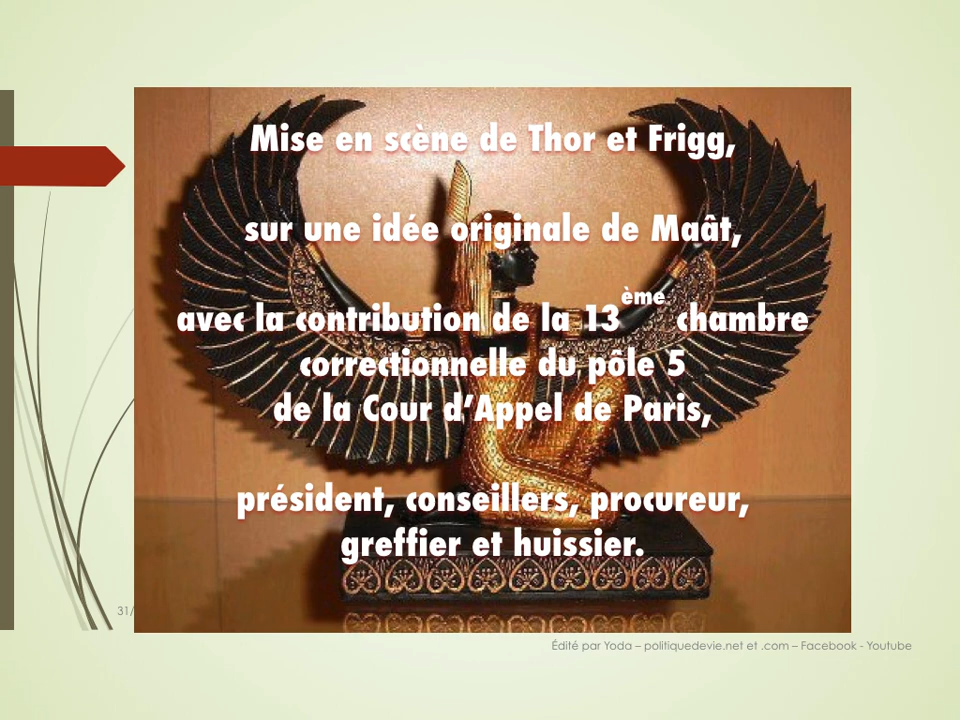 Mise en scène de Thor et Frigg,
sur une idée originale de Maât,
avec la contribution de la 13ème chambre
correctionnelle du pôle 5
de la Cour d’Appel de Paris,
président, conseillers, procureur,
greffier et huissier.
31/
Édité par Yoda – politiquedevie.net et .com – Facebook - Youtube